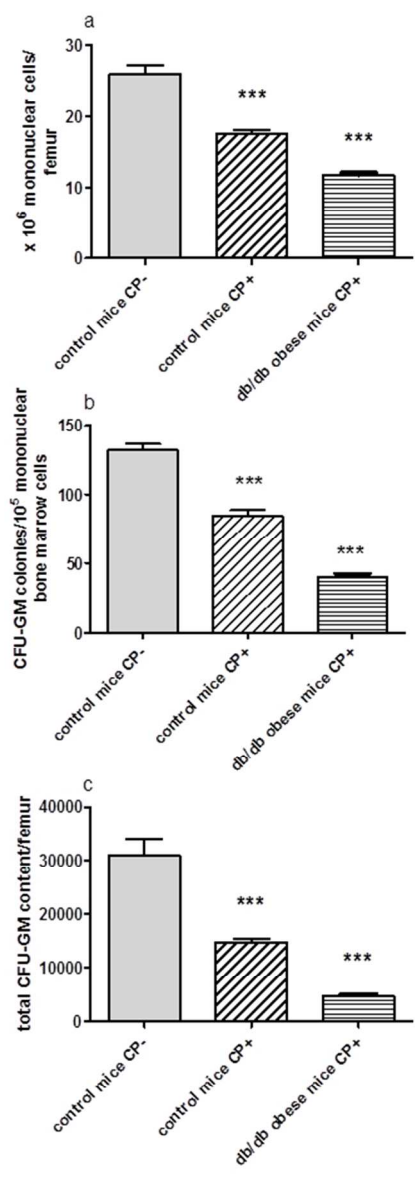 a
x 10⁶ mononuclear cells/
femur
30
20
10
0
***
***
control mice CP-
control mice CP+
db/db obese mice CP+
b
CFU-GM colonies/10⁵ mononuclear
bone marrow cells
150
100
50
0
***
***
control mice CP-
control mice CP+
db/db obese mice CP+
c
total CFU-GM content/femur
40000
30000
20000
10000
0
***
***
control mice CP-
control mice CP+
db/db obese mice CP+